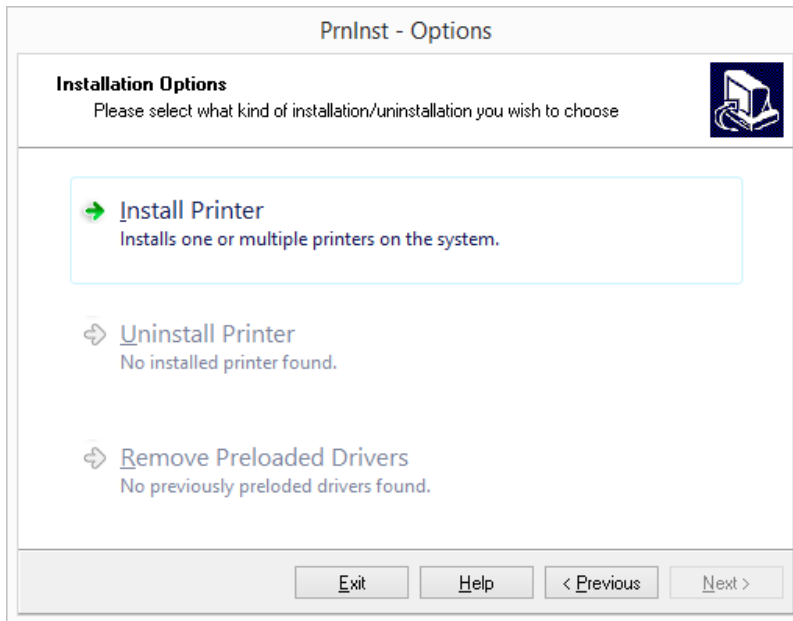 PrnInst - Options
Installation Options
Please select what kind of installation/uninstallation you wish to choose
Install Printer
Installs one or multiple printers on the system.
Uninstall Printer
No installed printer found.
Remove Preloaded Drivers
No previously preloded drivers found.
Exit Help < Previous Next >